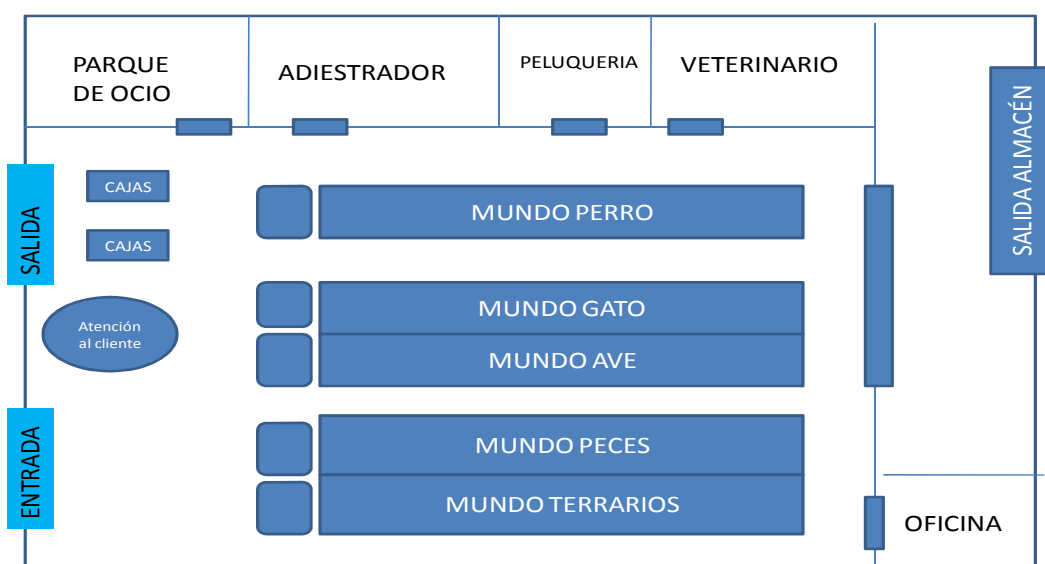 PARQUE
DE OCIO
ADIESTRADOR
PELUQUERIA
VETERINARIO
SALIDA ALMACÉN
CAJAS
CAJAS
SALIDA
MUNDO PERRO
MUNDO GATO
Atención
al cliente
MUNDO AVE
ENTRADA
MUNDO PECES
MUNDO TERRARIOS
OFICINA